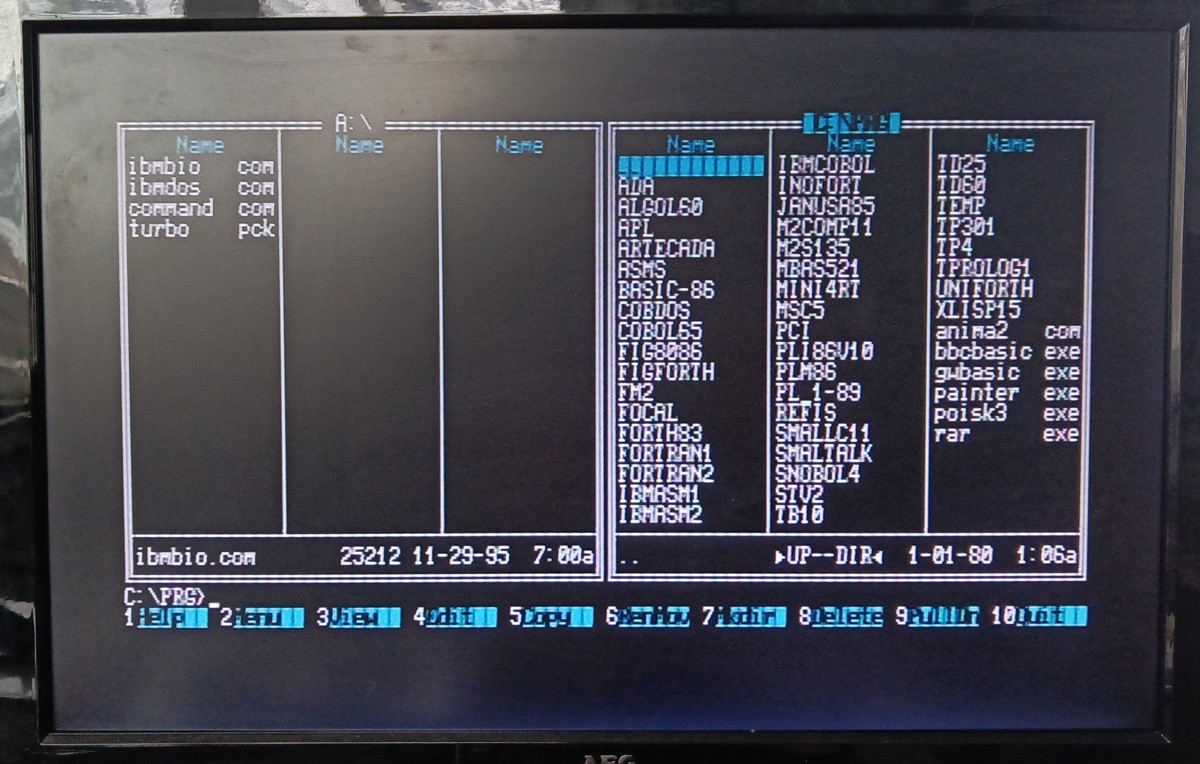 A:\
Name Name Name
ibmbio com
ibmdos com
command com
turbo pck
ibmbio.com 25212 11-29-95 7:00a
C:\PRG
Name Name Name
.. IBMCOBOL TD25
ADA INOFORT TD60
ALGOL60 JANUSA85 TEMP
APL M2COMP11 TP301
ARTECADA M2S135 TP4
ASMS MBAS521 TPROLOG1
BASIC-86 MINI4RT UNIFORTH
COBDOS MSC5 XLISP15
COBOL65 PCI anima2 com
FIG8086 PLI86V10 bbcbasic exe
FIGFORTH PLM86 gwbasic exe
FM2 PL_1-89 painter exe
FOCAL REFIS poisk3 exe
FORTH83 SMALLC11 rar exe
FORTRAN1 SMALTALK
FORTRAN2 SNOBOL4
IBMASM1 STV2
IBMASM2 TB10
.. ►UP--DIR◄ 1-01-80 1:06a
C:\PRG>_
1Help 2Menu 3View 4Edit 5Copy 6RenMov 7Mkdir 8Delete 9PullDn 10Quit
AEG